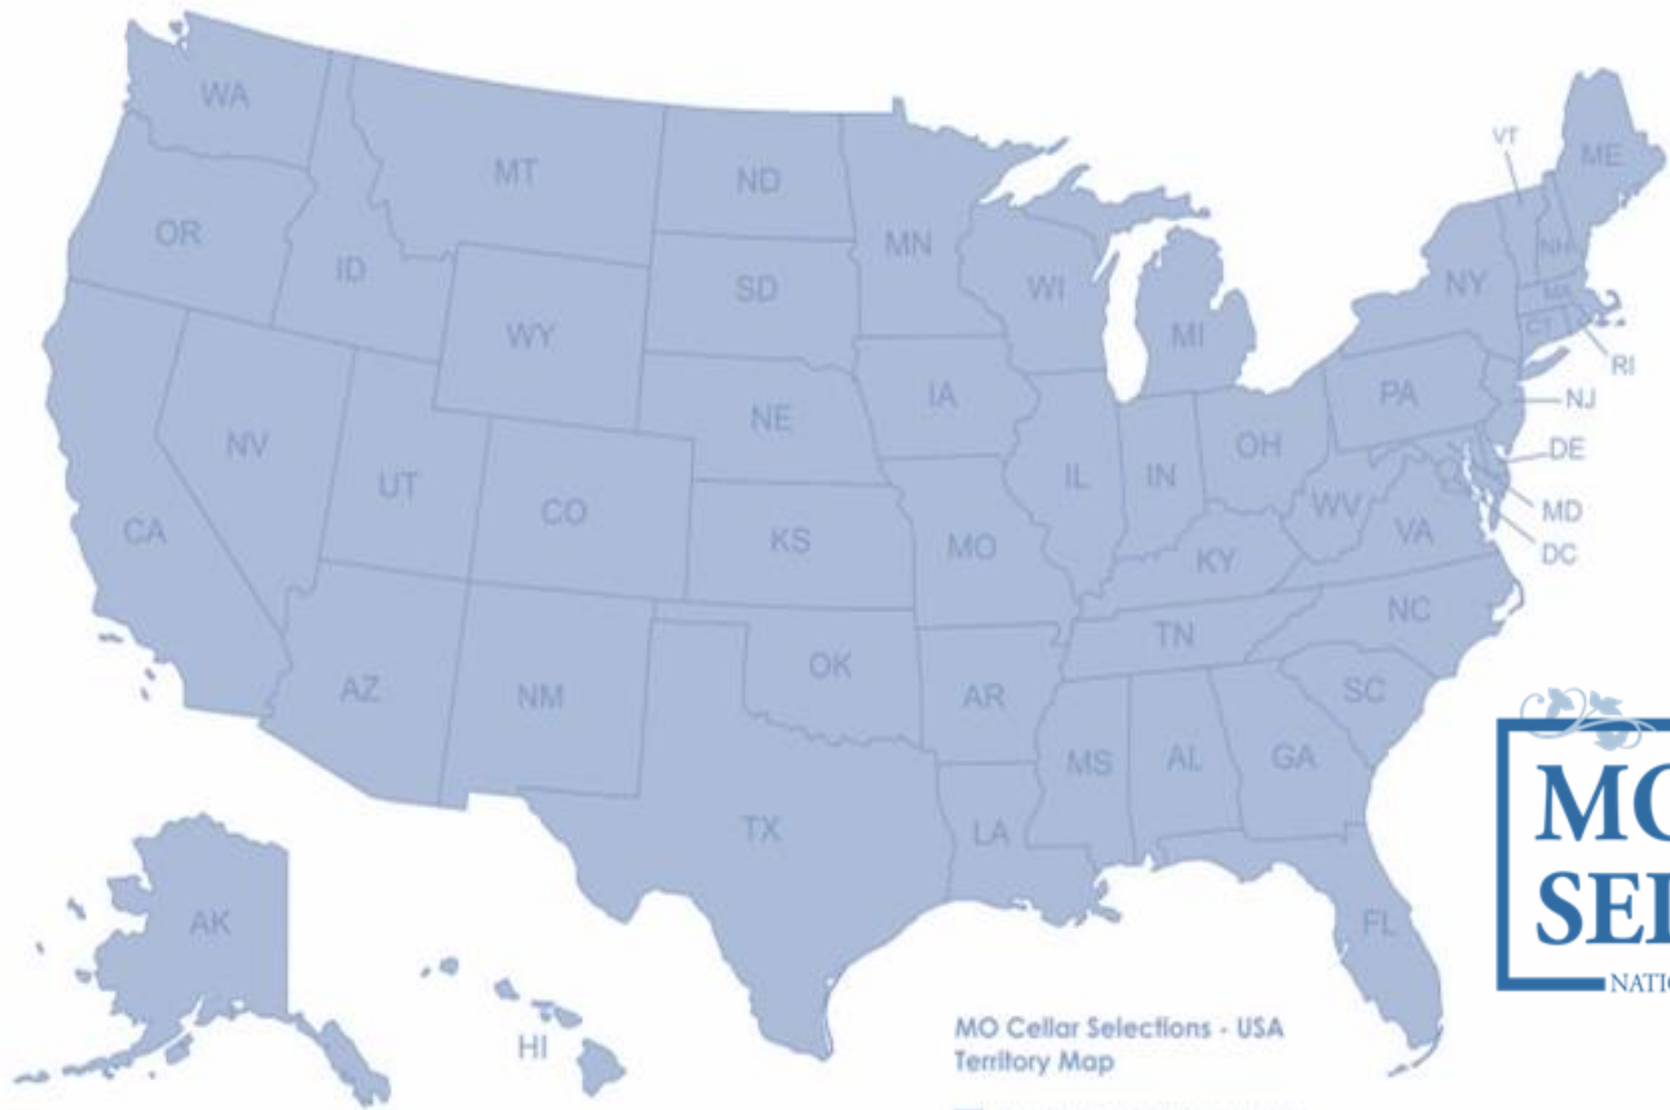 WA
MT
ND
MN
VT
ME
OR
ID
SD
WI
MI
NY
NH
MA
CT
RI
WY
NE
IA
PA
NJ
NV
UT
CO
KS
MO
IL
IN
OH
DE
WV
VA
MD
DC
CA
KY
NC
TN
AZ
NM
OK
AR
SC
MS
AL
GA
TX
LA
FL
AK
HI
MO
SEL
NATIO
MO Cellar Selections - USA
Territory Map